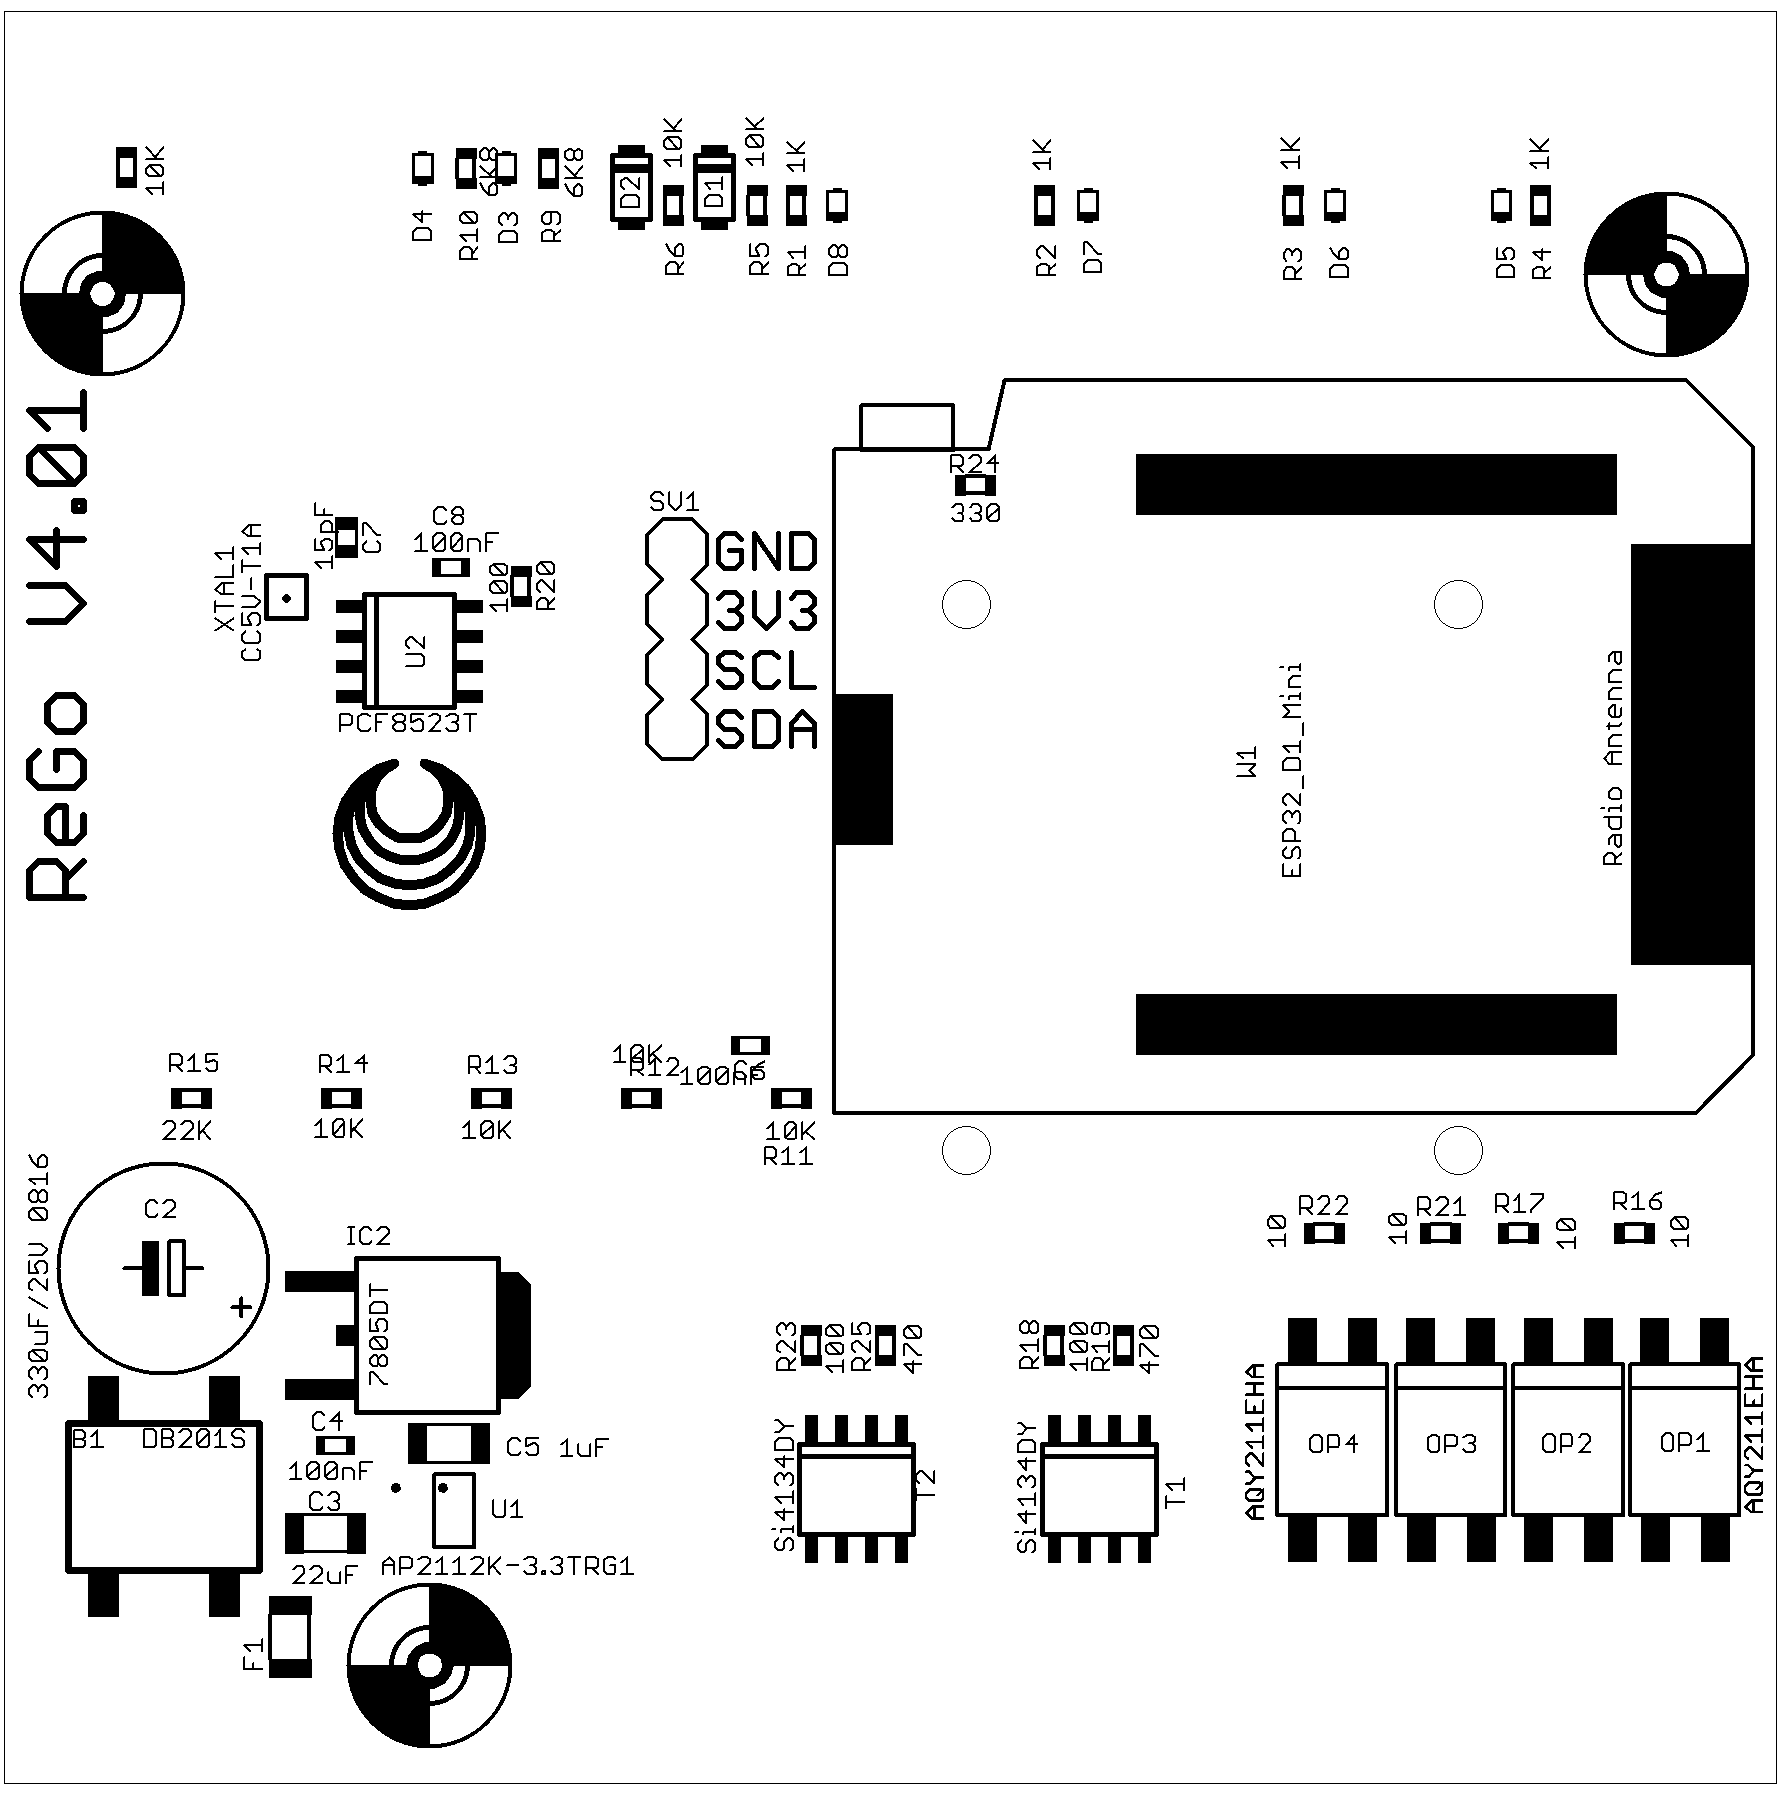 10K
D4
R10
6K8
D3
R9
6K8
D2
10K
R6
D1
10K
R5
1K
R1
D8
1K
R2
D7
1K
R3
D6
D5
1K
R4
ReGo V4.01
XTAL1
CC5V-T1A
15pF
C7
C8
100nF
100
R20
U2
PCF8523T
SV1
GND
3V3
SCL
SDA
R24
330
W1
ESP32_D1_Mini
Radio Antenna
R15
22K
R14
10K
R13
10K
10K
R12
100nF
C6
10K
R11
330uF/25V 0816
C2
+
IC2
7805DT
B1 DB201S
C4
100nF
C3
22uF
C5 1uF
U1
AP2112K-3.3TRG1
F1
R23
100
R25
470
Si4134DY
T2
R18
100
R19
470
Si4134DY
T1
10
R22
10
R21
R17
10
R16
10
AQY211EHA
OP4
OP3
OP2
OP1
AQY211EHA